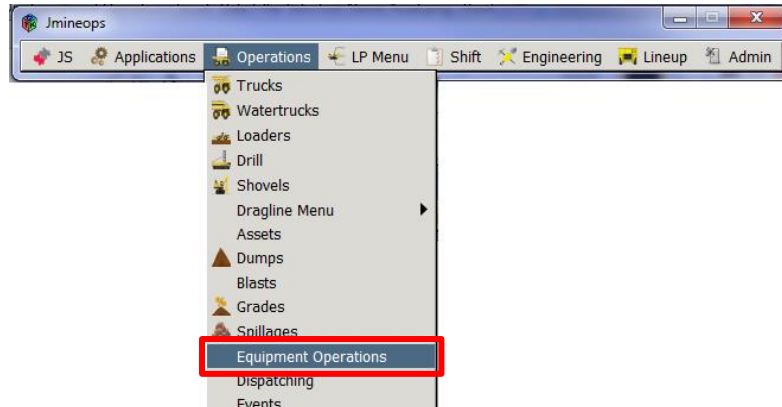 Jmineops
JS Applications Operations LP Menu Shift Engineering Lineup Admin
Trucks
Watertrucks
Loaders
Drill
Shovels
Dragline Menu
Assets
Dumps
Blasts
Grades
Spillages
Equipment Operations
Dispatching
Events